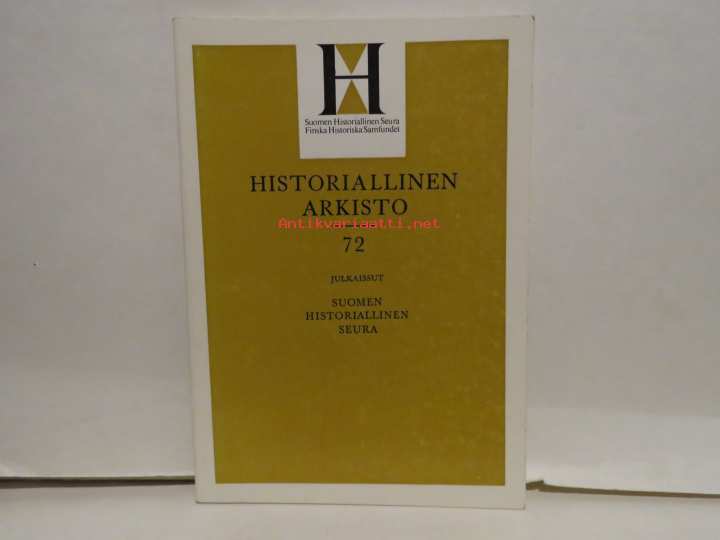 H
Suomen Historiallinen Seura
Finska Historiska Samfundet
HISTORIALLINEN
ARKISTO
Antikvariaatti.net
72
JULKAISSUT
SUOMEN
HISTORIALLINEN
SEURA